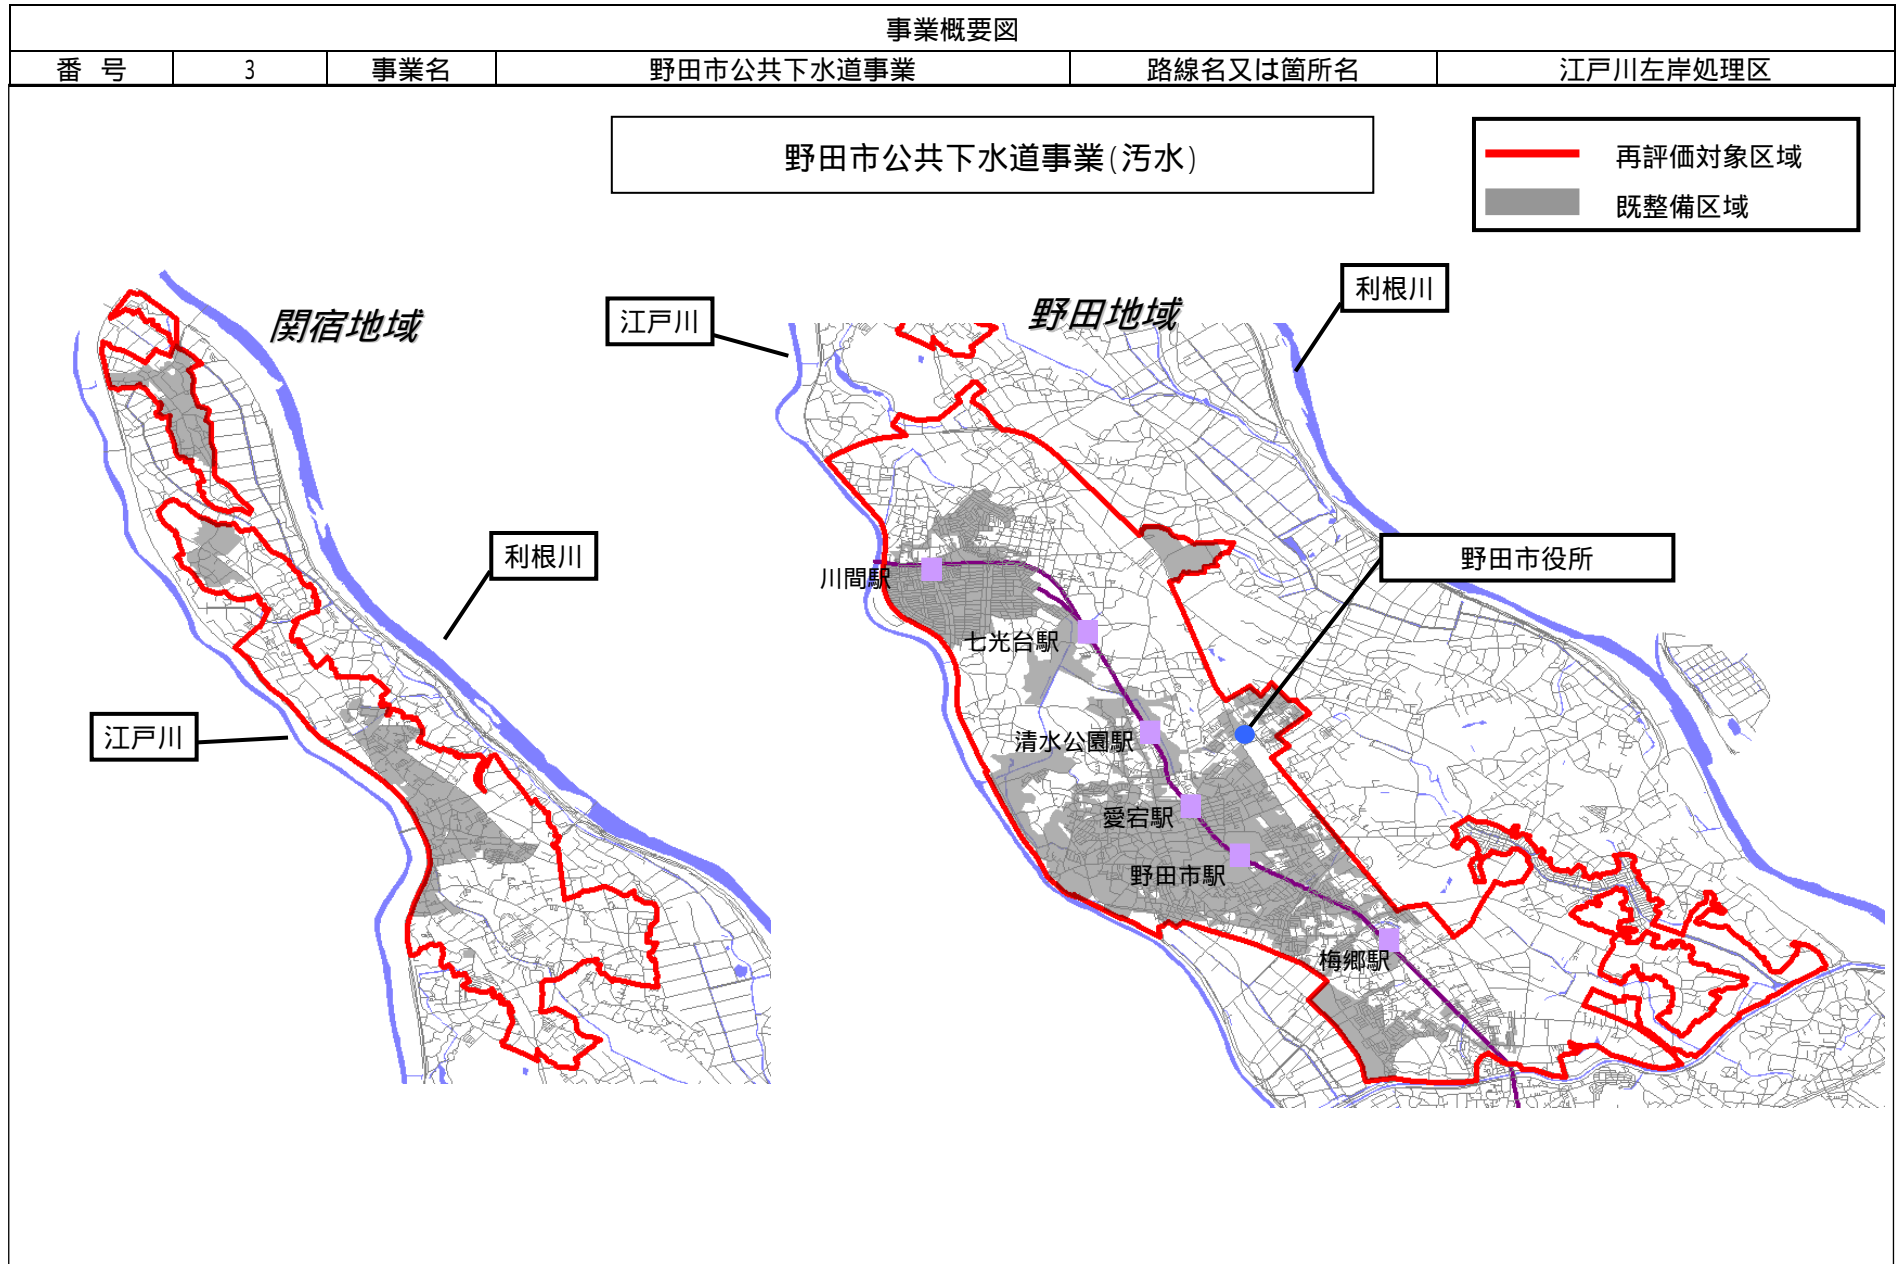 事業概要図
番 号 3 事業名 野田市公共下水道事業 路線名又は箇所名 江戸川左岸処理区
野田市公共下水道事業(汚水)
再評価対象区域
既整備区域
関宿地域
利根川
江戸川
野田地域
江戸川
利根川
野田市役所
川間駅
七光台駅
清水公園駅
愛宕駅
野田市駅
梅郷駅